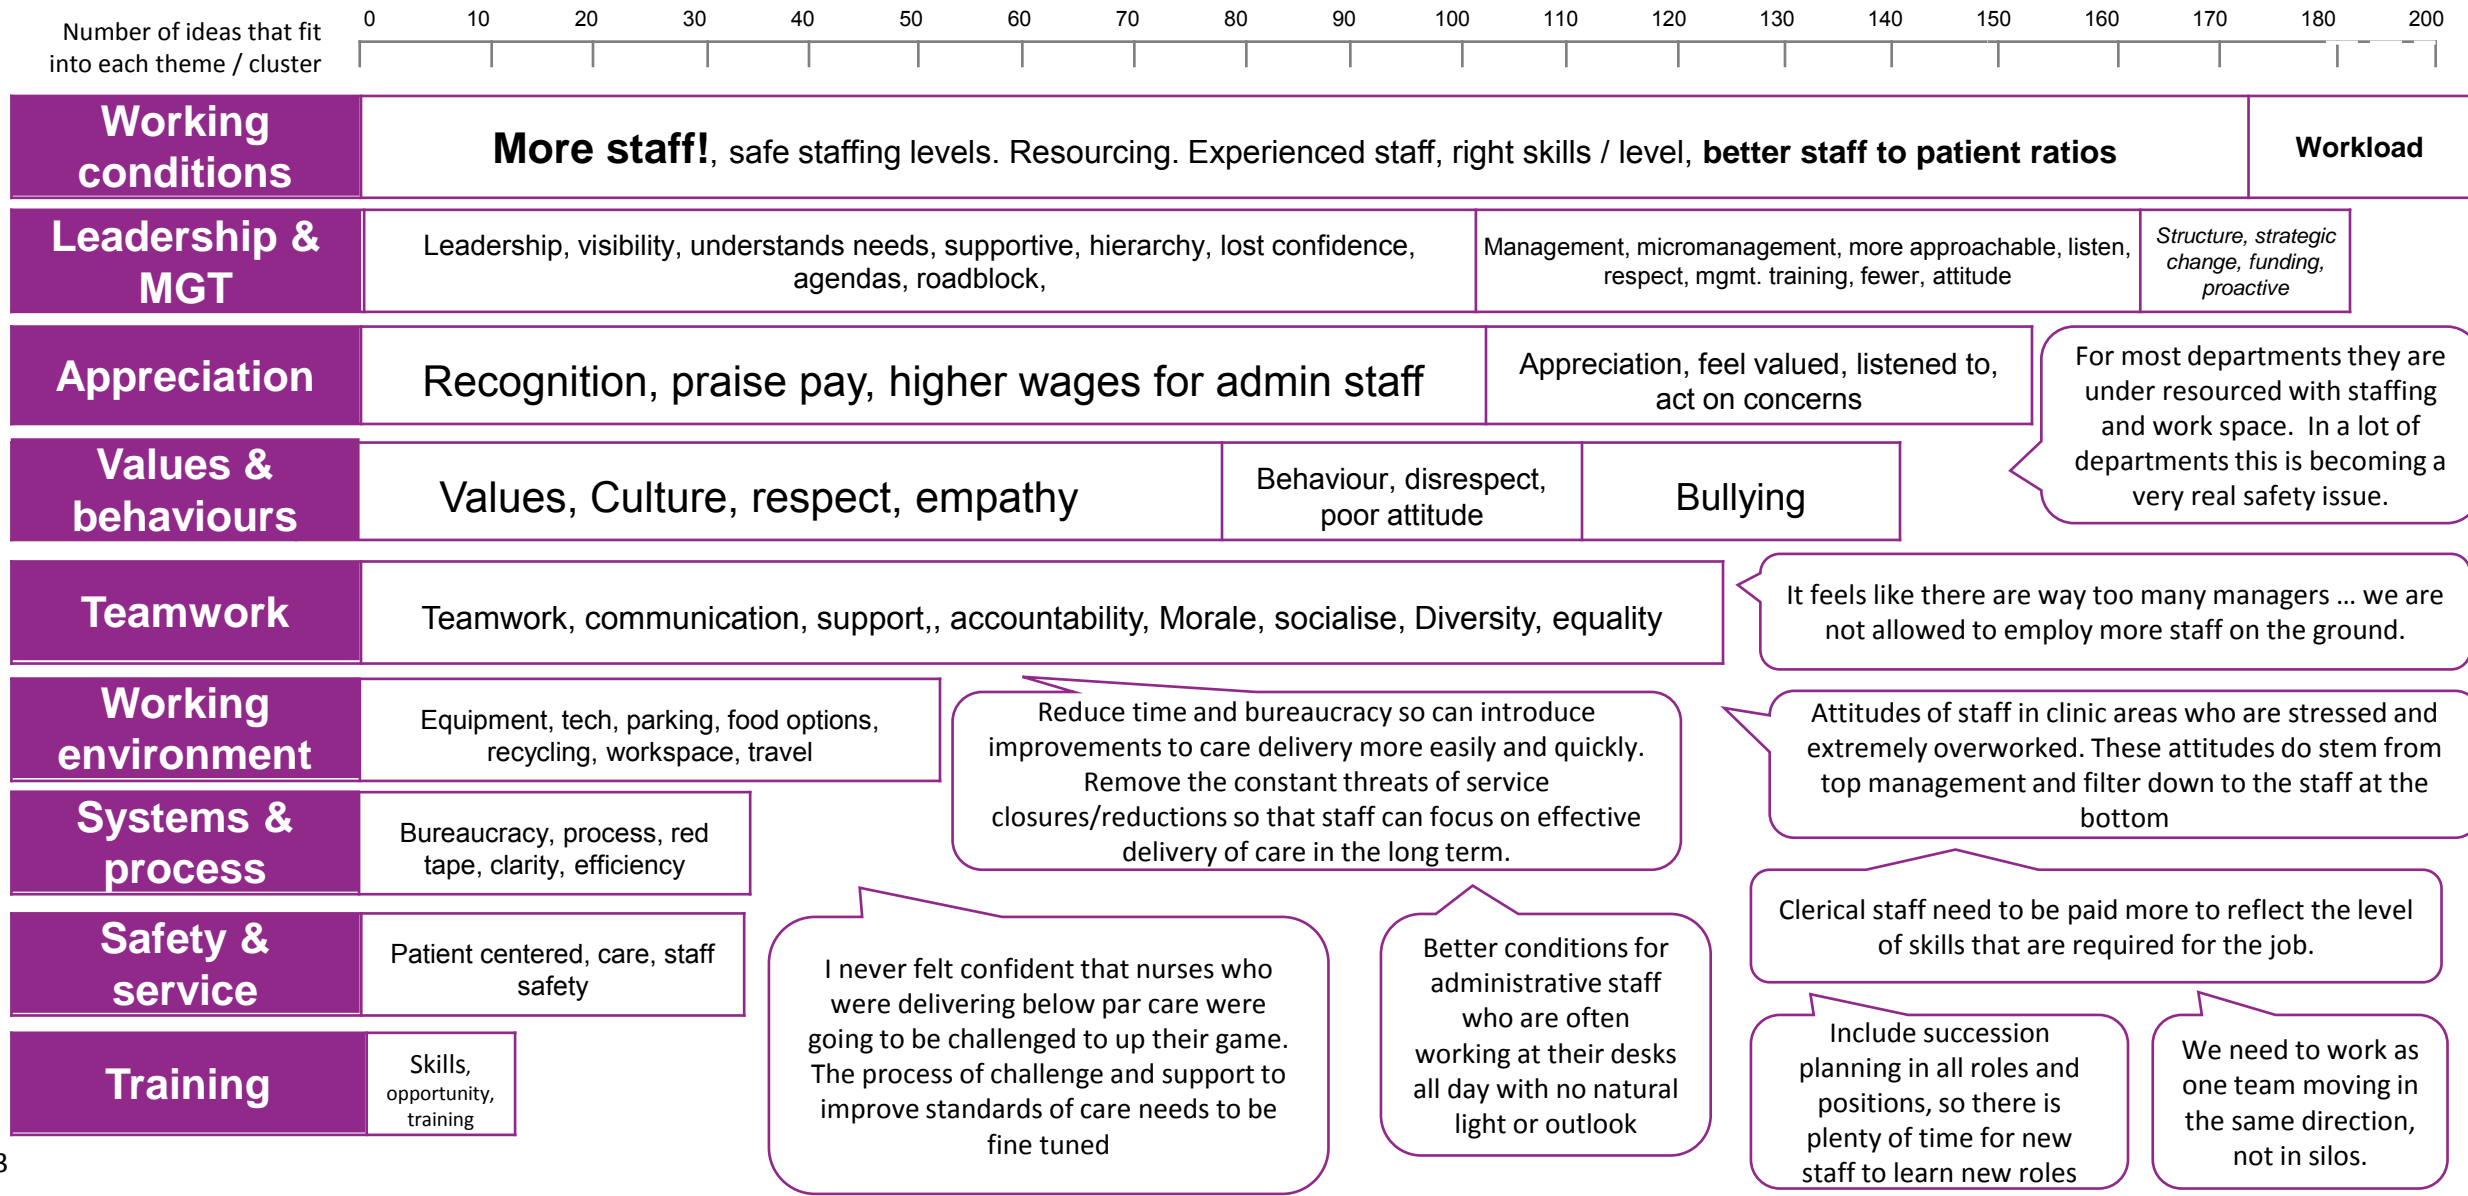 Number of ideas that fit
into each theme / cluster
0 10 20 30 40 50 60 70 80 90 100 110 120 130 140 150 160 170 180 200
Working
conditions
More staff!, safe staffing levels. Resourcing. Experienced staff, right skills / level, better staff to patient ratios
Workload
Leadership &
MGT
Leadership, visibility, understands needs, supportive, hierarchy, lost confidence,
agendas, roadblock,
Management, micromanagement, more approachable, listen,
respect, mgmt. training, fewer, attitude
Structure, strategic
change, funding,
proactive
Appreciation
Recognition, praise pay, higher wages for admin staff
Appreciation, feel valued, listened to,
act on concerns
For most departments they are
under resourced with staffing
and work space. In a lot of
departments this is becoming a
very real safety issue.
Values &
behaviours
Values, Culture, respect, empathy
Behaviour, disrespect,
poor attitude
Bullying
Teamwork
Teamwork, communication, support,, accountability, Morale, socialise, Diversity, equality
It feels like there are way too many managers ... we are
not allowed to employ more staff on the ground.
Working
environment
Equipment, tech, parking, food options,
recycling, workspace, travel
Reduce time and bureaucracy so can introduce
improvements to care delivery more easily and quickly.
Remove the constant threats of service
closures/reductions so that staff can focus on effective
delivery of care in the long term.
Attitudes of staff in clinic areas who are stressed and
extremely overworked. These attitudes do stem from
top management and filter down to the staff at the
bottom
Systems &
process
Bureaucracy, process, red
tape, clarity, efficiency
Clerical staff need to be paid more to reflect the level
of skills that are required for the job.
Safety &
service
Patient centered, care, staff
safety
I never felt confident that nurses who
were delivering below par care were
going to be challenged to up their game.
The process of challenge and support to
improve standards of care needs to be
fine tuned
Better conditions for
administrative staff
who are often
working at their desks
all day with no natural
light or outlook
Include succession
planning in all roles and
positions, so there is
plenty of time for new
staff to learn new roles
We need to work as
one team moving in
the same direction,
not in silos.
Training
Skills,
opportunity,
training
3